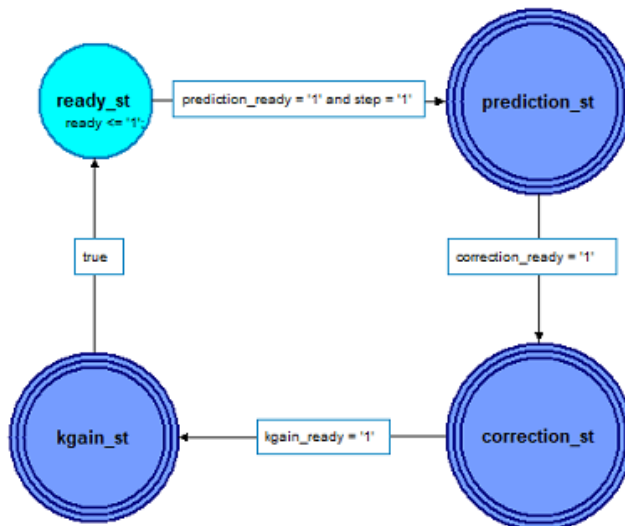 ready_st
ready <= '1';
prediction_ready = '1' and step = '1'
prediction_st
true
correction_ready = '1'
kgain_st
kgain_ready = '1'
correction_st